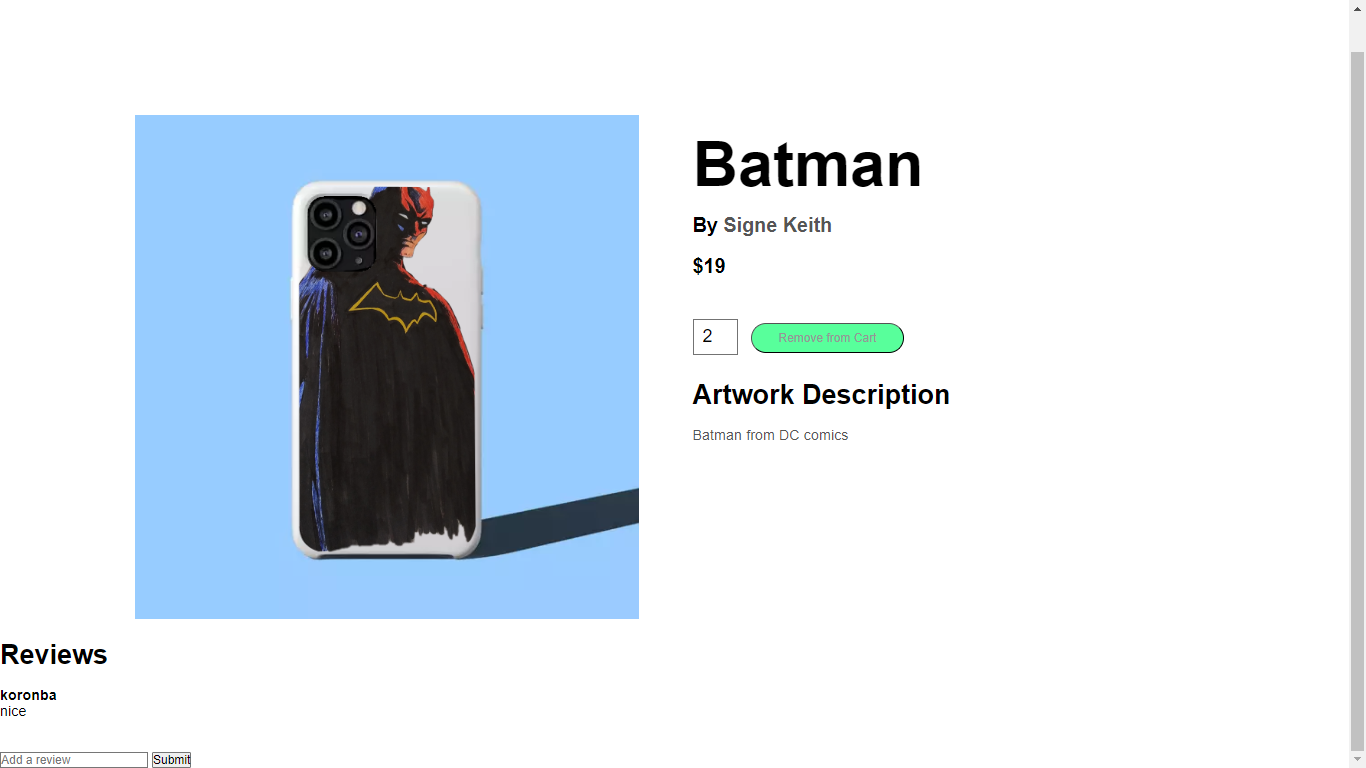 Batman
By Signe Keith
$19
2
Remove from Cart
Artwork Description
Batman from DC comics
Reviews
koronba
nice
Add a review
Submit